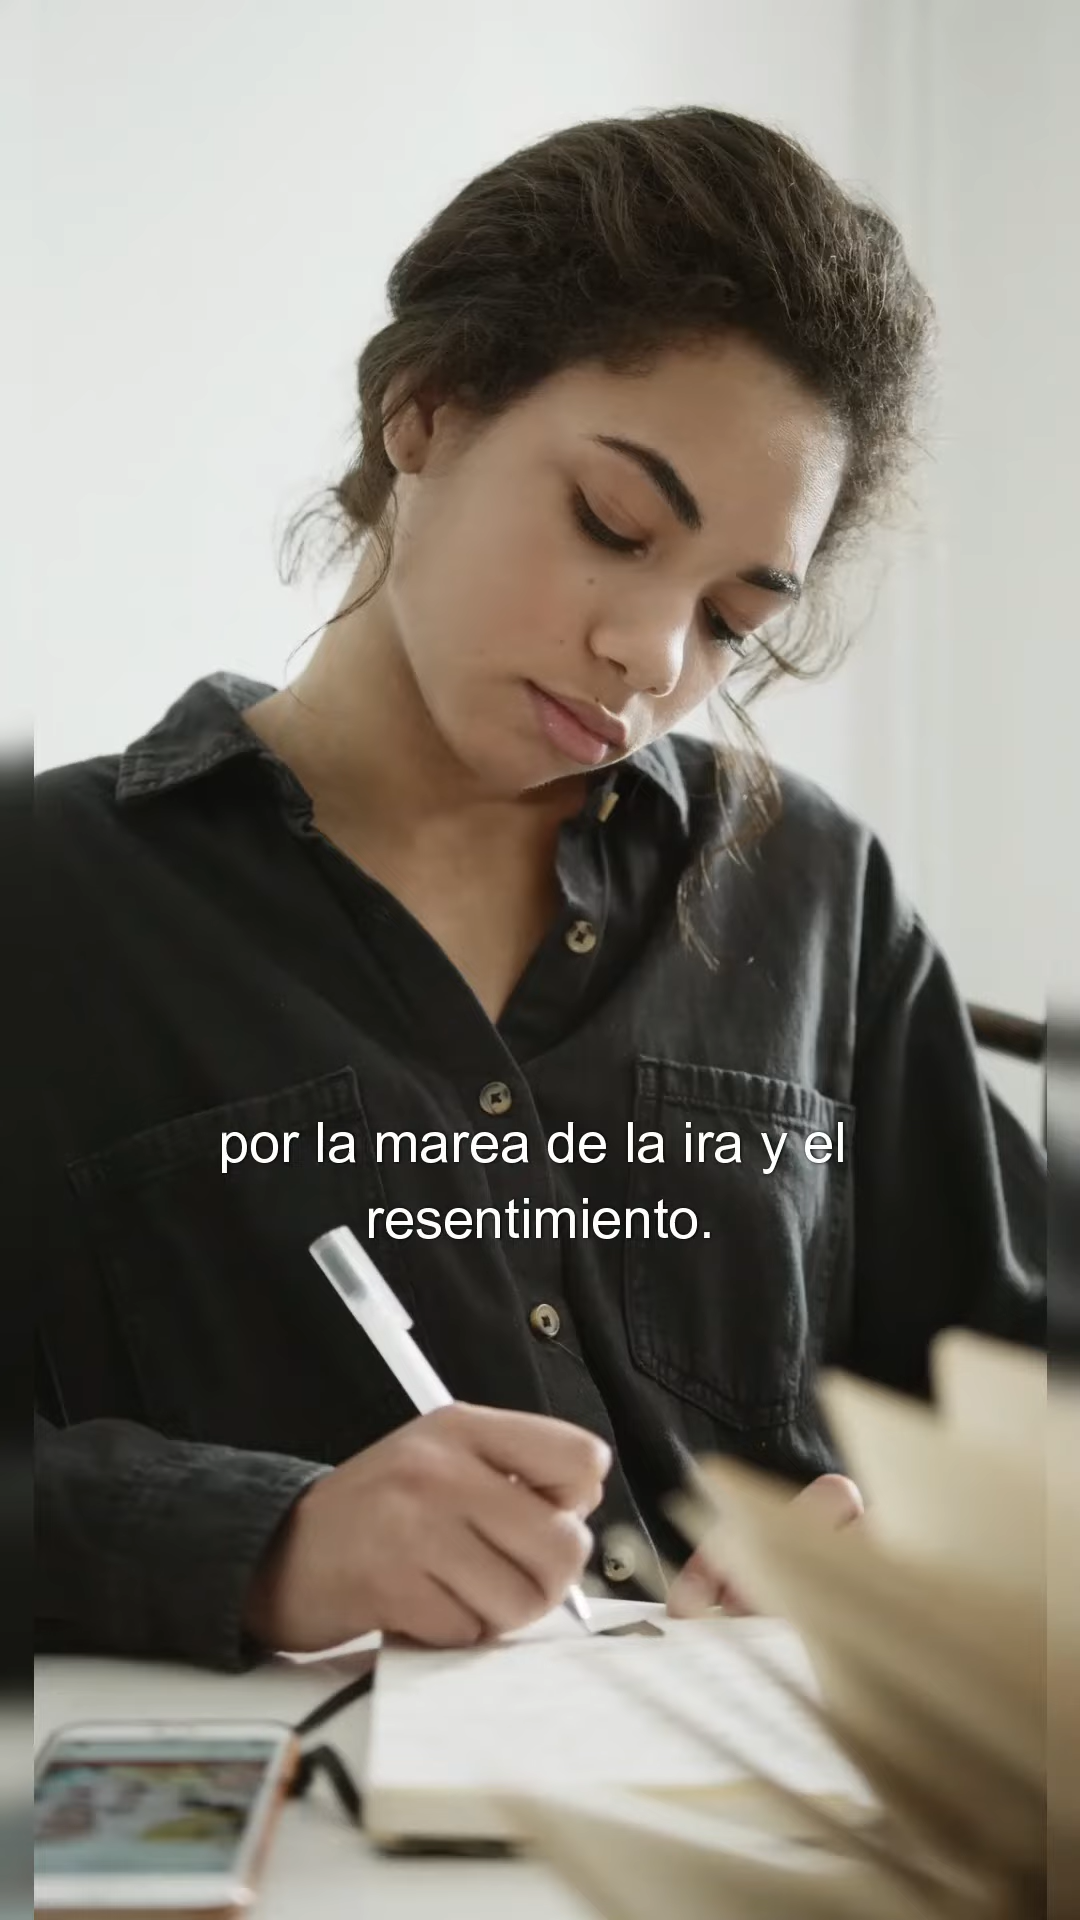 por la marea de la ira y el
resentimiento.